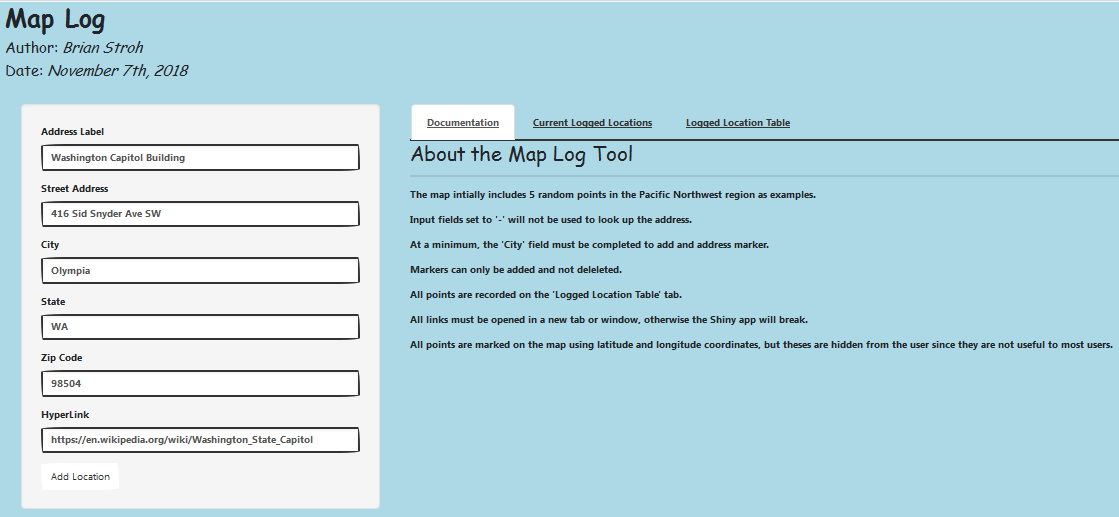 Map Log
Author: Brian Stroh
Date: November 7th, 2018
Address Label
Washington Capitol Building
Street Address
416 Sid Snyder Ave SW
City
Olympia
State
WA
Zip Code
98504
HyperLink
https://en.wikipedia.org/wiki/Washington_State_Capitol
Add Location
Documentation
Current Logged Locations
Logged Location Table
About the Map Log Tool
The map intially includes 5 random points in the Pacific Northwest region as examples.
Input fields set to '-' will not be used to look up the address.
At a minimum, the 'City' field must be completed to add and address marker.
Markers can only be added and not deleleted.
All points are recorded on the 'Logged Location Table' tab.
All links must be opened in a new tab or window, otherwise the Shiny app will break.
All points are marked on the map using latitude and longitude coordinates, but theses are hidden from the user since they are not useful to most users.